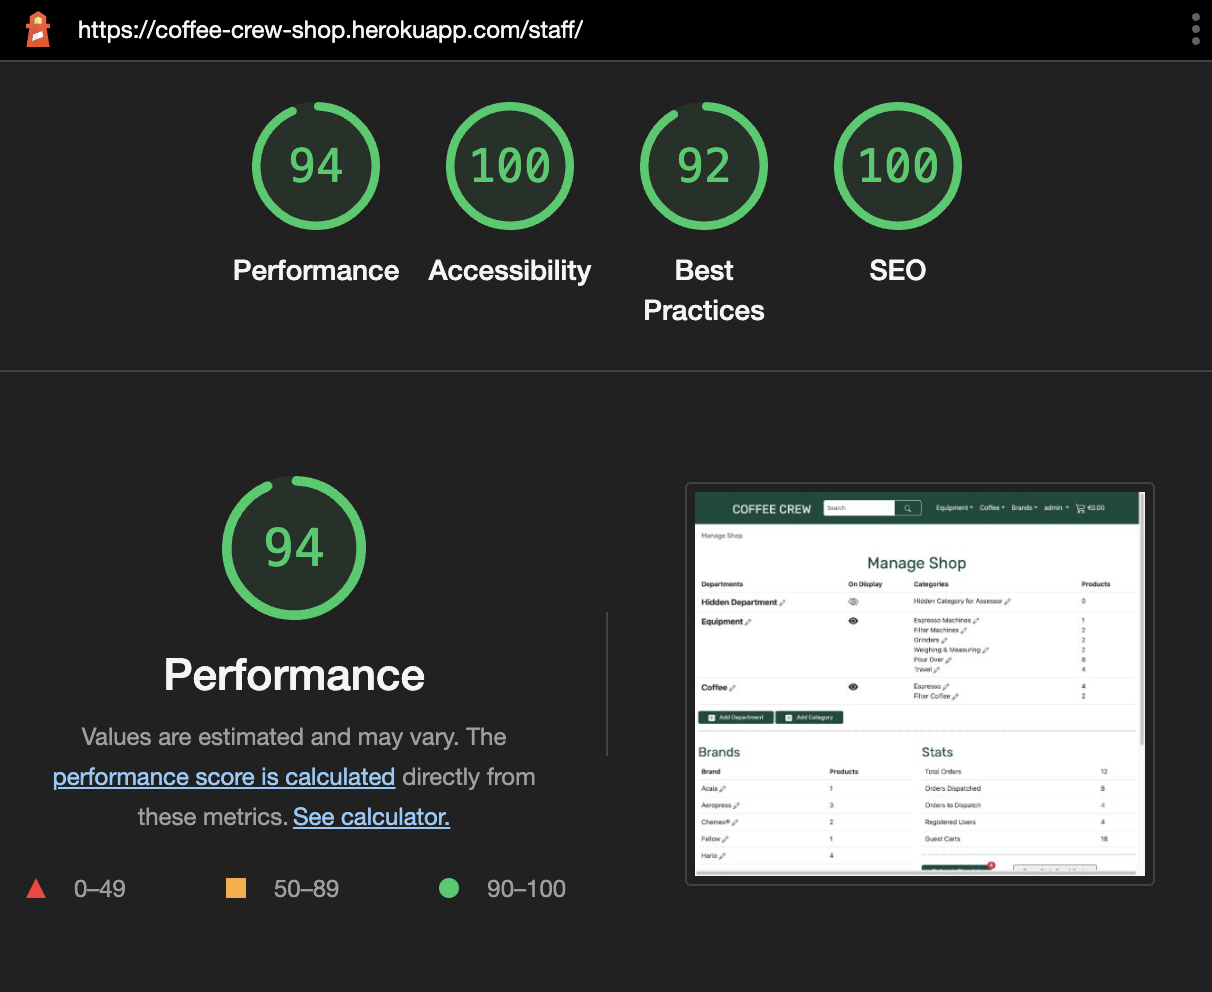 https://coffee-crew-shop.herokuapp.com/staff/
94 100 92 100
Performance Accessibility Best Practices SEO
94
Performance
Values are estimated and may vary. The
performance score is calculated directly from
these metrics. See calculator.
0–49 50–89 90–100
COFFEE CREW Search Equipment Coffee Brands admin €0.00
Manage Shop
Manage Shop
Departments On Display Categories Products
Hidden Department Hidden Category for Assessor 0
Equipment Espresso Machines 1
Filter Machines 2
Grinders 2
Weighing & Measuring 2
Pour Over 8
Travel 4
Coffee Espresso 4
Filter Coffee 2
Add Department Add Category
Brands Stats
Brand Products Total Orders 12
Acaia 1 Orders Dispatched 8
Aeropress 3 Orders to Dispatch 4
Chemex® 2 Registered Users 4
Fellow 1 Guest Carts 18
Hario 4